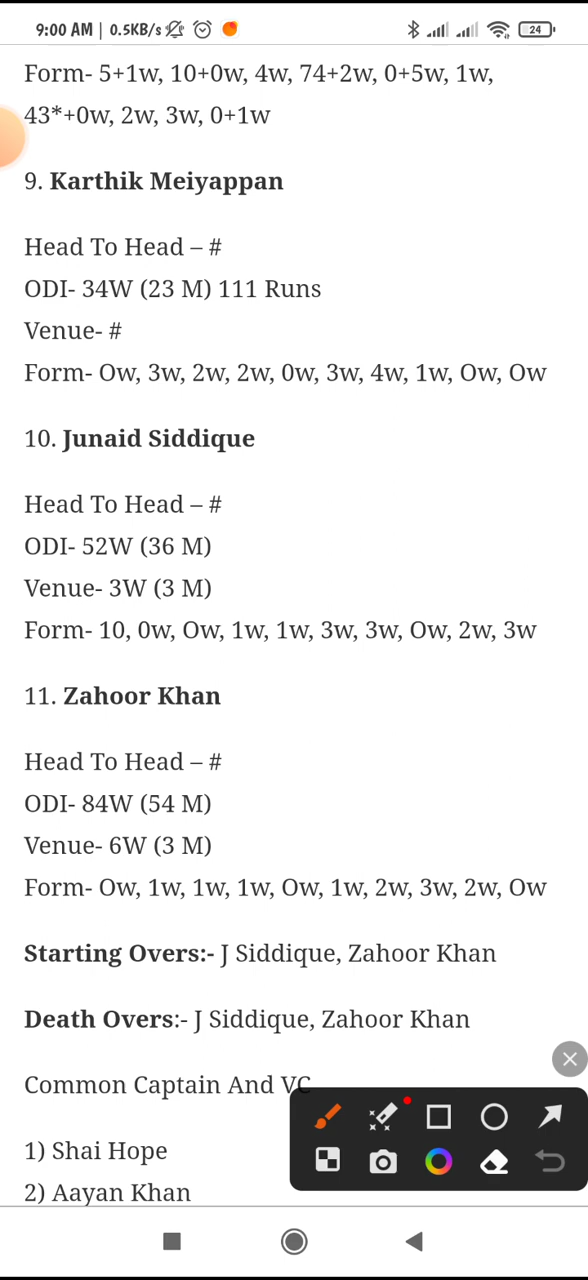 9:00 AM | 0.5KB/s 24
Form- 5+1w, 10+0w, 4w, 74+2w, 0+5w, 1w,
43*+0w, 2w, 3w, 0+1w
9. Karthik Meiyappan
Head To Head – #
ODI- 34W (23 M) 111 Runs
Venue- #
Form- Ow, 3w, 2w, 2w, 0w, 3w, 4w, 1w, Ow, Ow
10. Junaid Siddique
Head To Head – #
ODI- 52W (36 M)
Venue- 3W (3 M)
Form- 10, 0w, Ow, 1w, 1w, 3w, 3w, Ow, 2w, 3w
11. Zahoor Khan
Head To Head – #
ODI- 84W (54 M)
Venue- 6W (3 M)
Form- Ow, 1w, 1w, 1w, Ow, 1w, 2w, 3w, 2w, Ow
Starting Overs:- J Siddique, Zahoor Khan
Death Overs:- J Siddique, Zahoor Khan
Common Captain And VC
1) Shai Hope
2) Aayan Khan